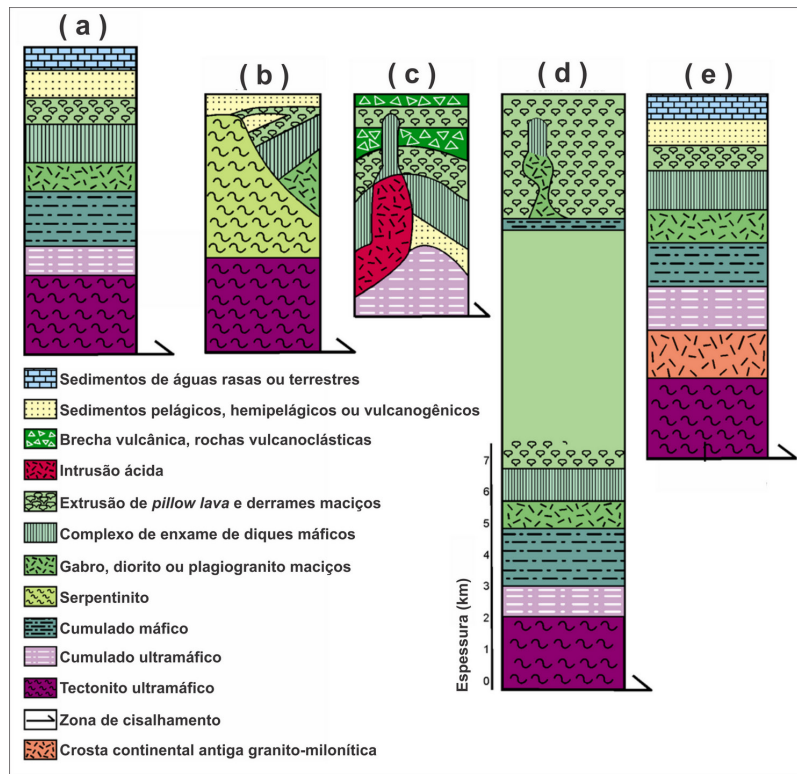 ( a )
( b )
( c )
( d )
( e )
Sedimentos de águas rasas ou terrestres
Sedimentos pelágicos, hemipelágicos ou vulcanogênicos
Brecha vulcânica, rochas vulcanoclásticas
Intrusão ácida
Extrusão de pillow lava e derrames maciços
Complexo de enxame de diques máficos
Gabro, diorito ou plagiogranito maciços
Serpentinito
Cumulado máfico
Cumulado ultramáfico
Tectonito ultramáfico
Zona de cisalhamento
Crosta continental antiga granito-milonítica
Espessura (km)
7
6
5
4
3
2
1
0